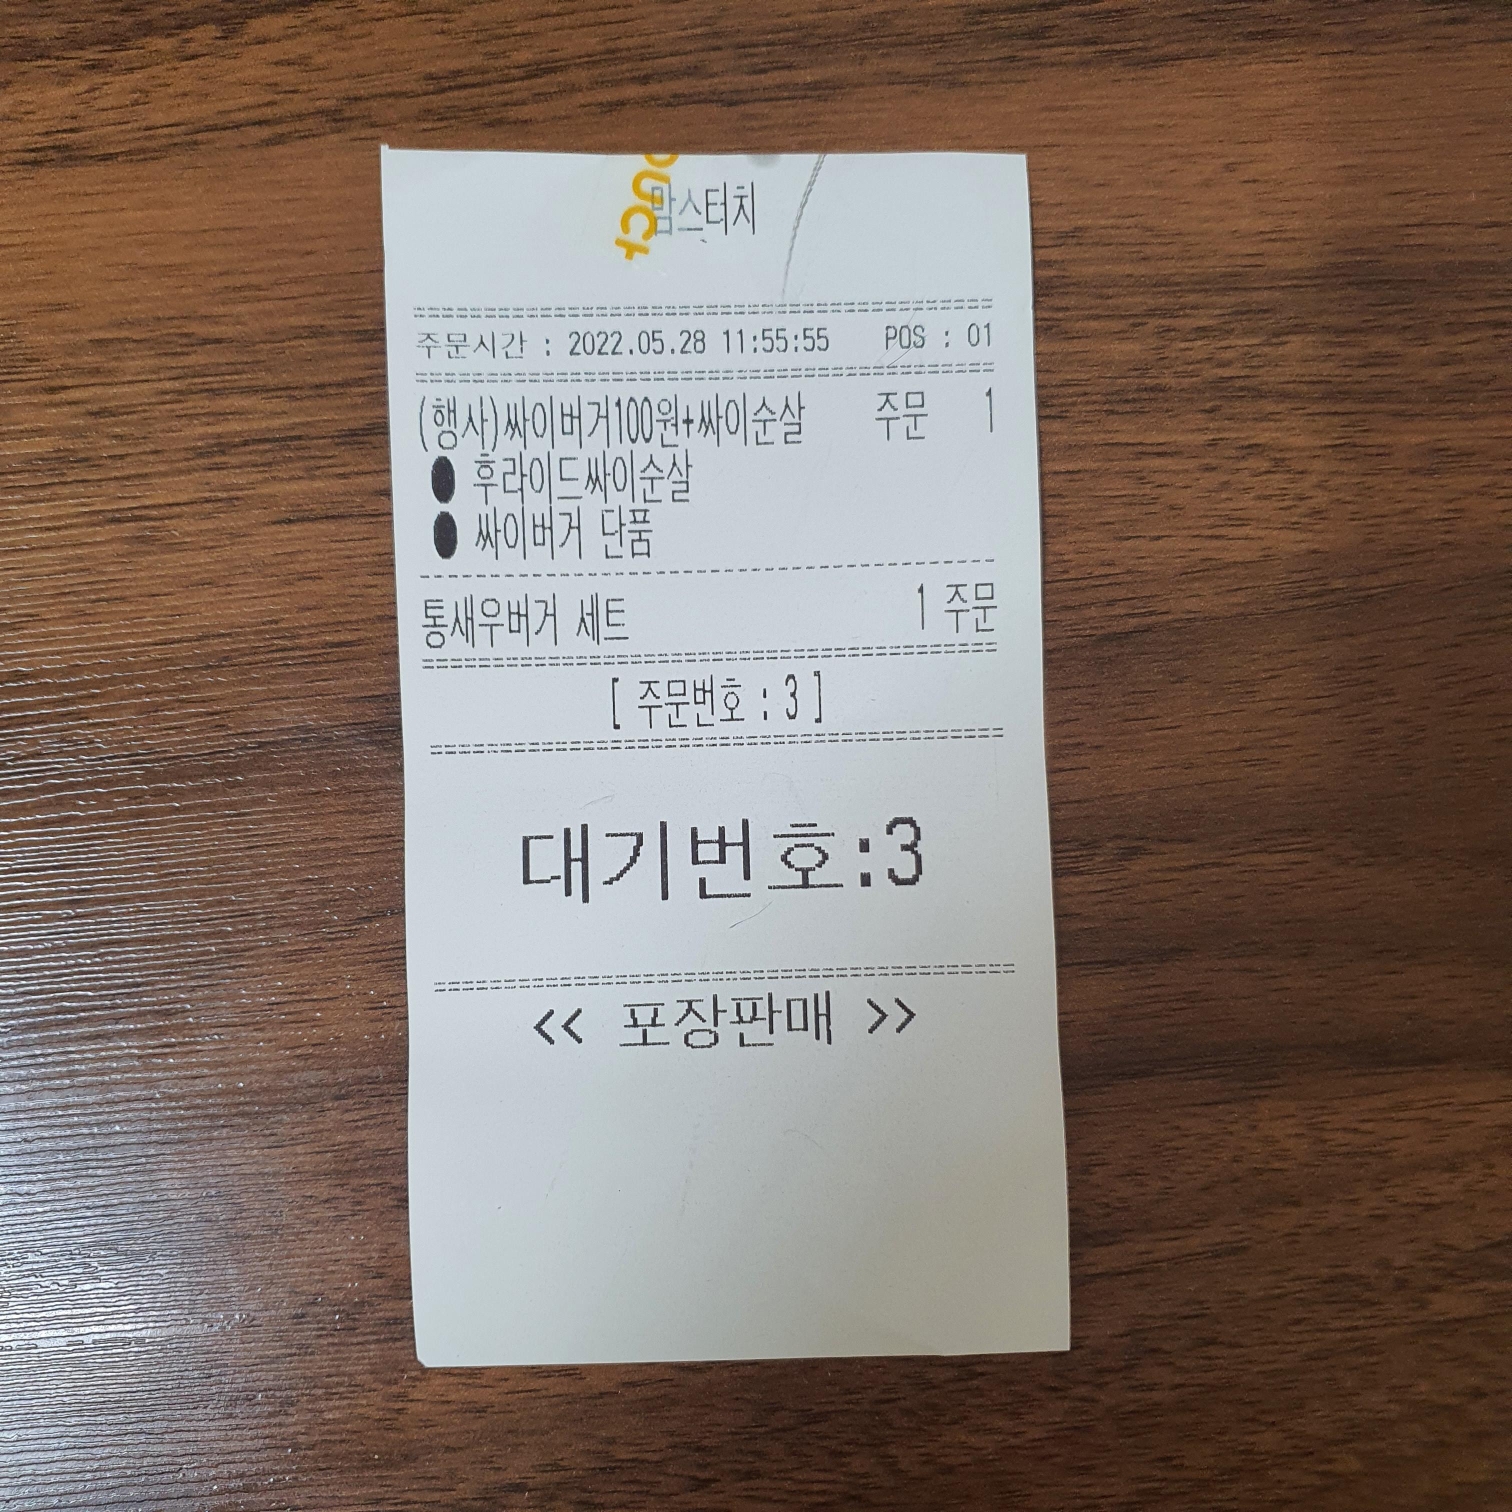 맘스터치
주문시간 : 2022.05.28 11:55:55 POS : 01
(행사)싸이버거100원+싸이순살 주문 1
● 후라이드싸이순살
● 싸이버거 단품
통새우버거 세트 1 주문
[ 주문번호 : 3 ]
대기번호:3
<< 포장판매 >>